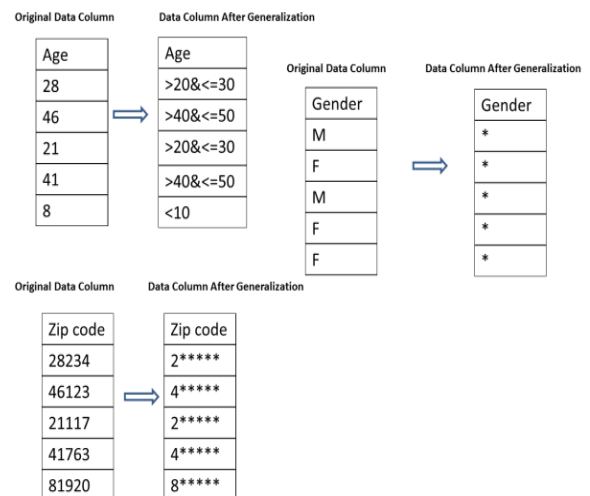 Original Data Column
Data Column After Generalization
Age
Age
28
>20&<=30
46
>40&<=50
21
>20&<=30
41
>40&<=50
8
<10
Original Data Column
Data Column After Generalization
Gender
Gender
M
*
F
*
M
*
F
*
F
*
Original Data Column
Data Column After Generalization
Zip code
Zip code
28234
2*****
46123
4*****
21117
2*****
41763
4*****
81920
8*****